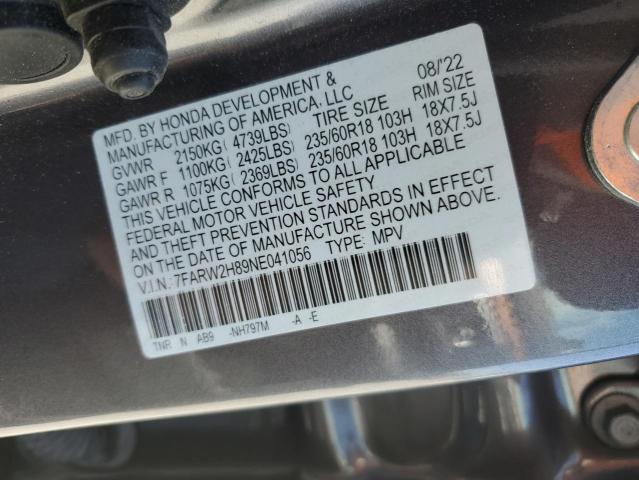 MFD. BY HONDA DEVELOPMENT & 08/'22
MANUFACTURING OF AMERICA, LLC
GVWR 2150KG( 4739LBS) TIRE SIZE RIM SIZE
GAWR F 1100KG( 2425LBS) 235/60R18 103H 18X7.5J
GAWR R 1075KG( 2369LBS) 235/60R18 103H 18X7.5J
THIS VEHICLE CONFORMS TO ALL APPLICABLE
FEDERAL MOTOR VEHICLE SAFETY
AND THEFT PREVENTION STANDARDS IN EFFECT
ON THE DATE OF MANUFACTURE SHOWN ABOVE.
V.I.N.:7FARW2H89NE041056 TYPE: MPV
TNR N AB9 -NH797M -A -E